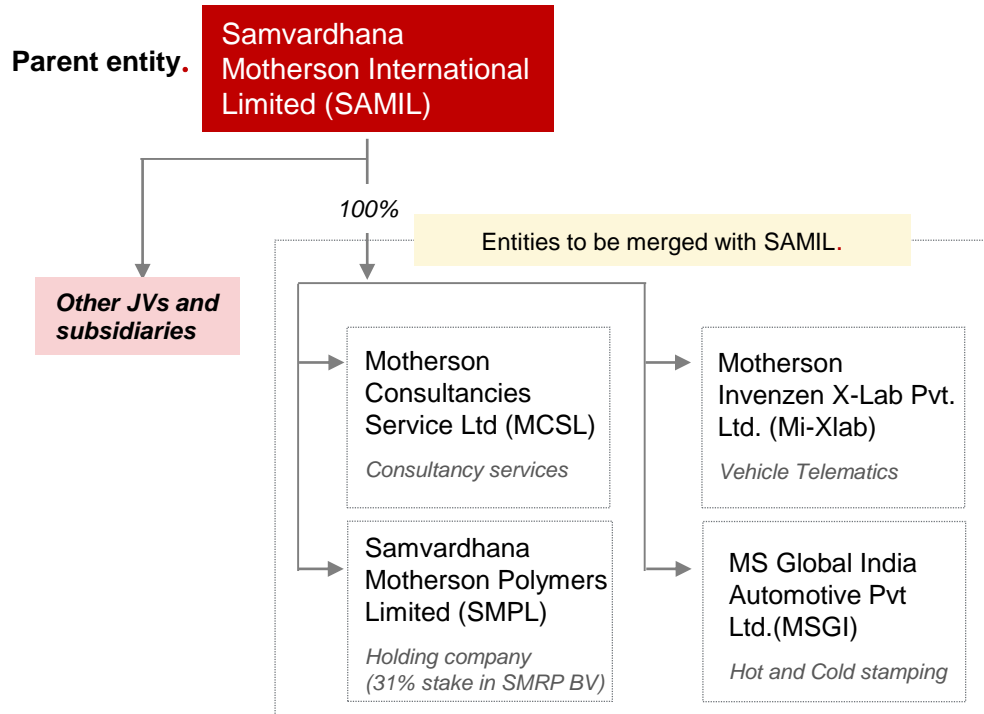 Parent entity.
Samvardhana
Motherson International
Limited (SAMIL)
100%
Entities to be merged with SAMIL.
Other JVs and
subsidiaries
Motherson
Consultancies
Service Ltd (MCSL)
Consultancy services
Motherson
Invenzen X-Lab Pvt.
Ltd. (Mi-Xlab)
Vehicle Telematics
Samvardhana
Motherson Polymers
Limited (SMPL)
Holding company
(31% stake in SMRP BV)
MS Global India
Automotive Pvt
Ltd.(MSGI)
Hot and Cold stamping